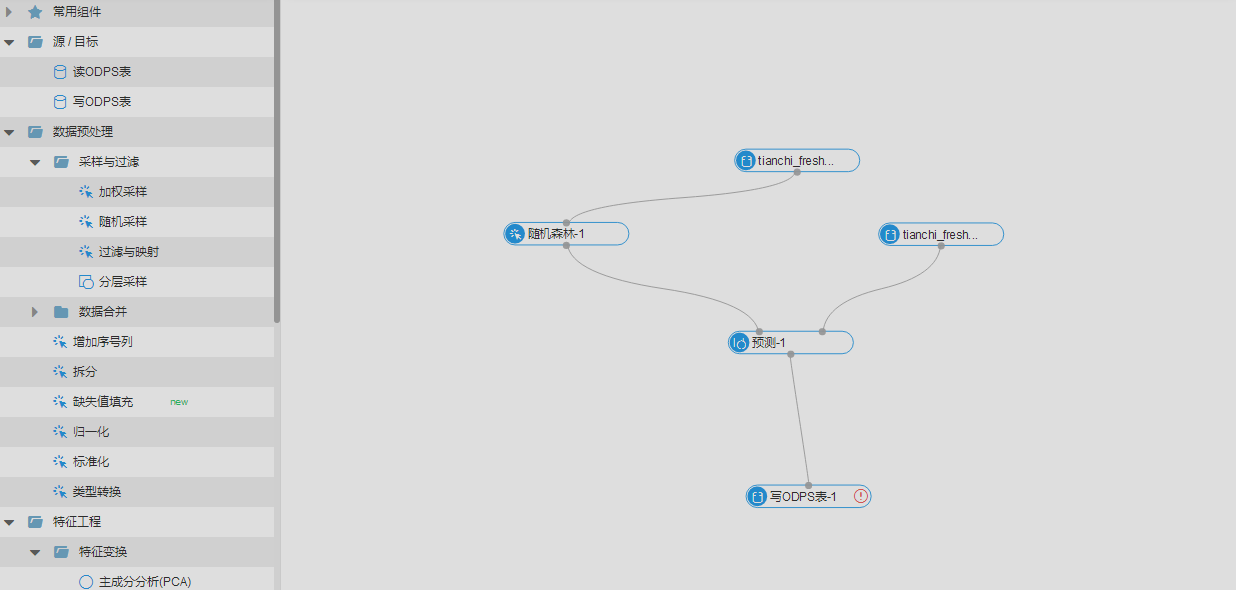 常用组件
源 / 目标
读ODPS表
写ODPS表
数据预处理
采样与过滤
加权采样
随机采样
过滤与映射
分层采样
数据合并
增加序号列
拆分
缺失值填充 new
归一化
标准化
类型转换
特征工程
特征变换
主成分分析(PCA)
tianchi_fresh...
随机森林-1
tianchi_fresh...
预测-1
写ODPS表-1